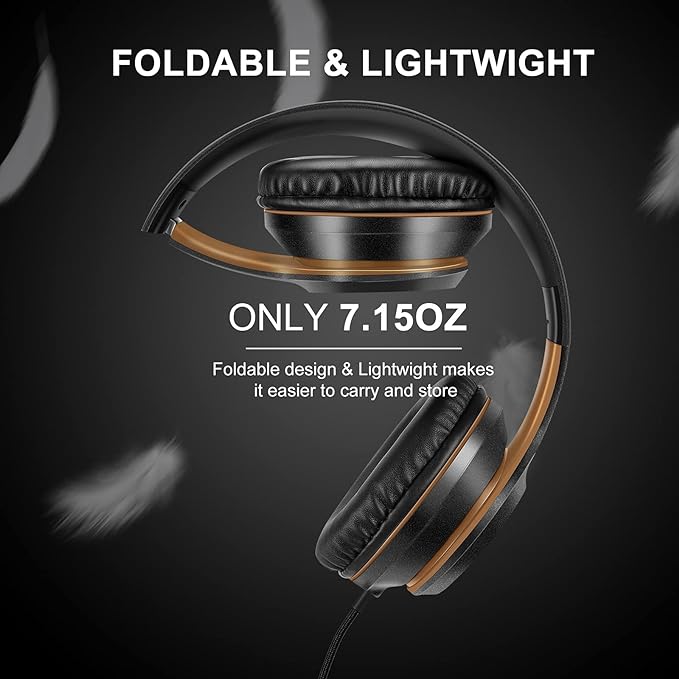 FOLDABLE & LIGHTWIGHT
ONLY 7.15OZ
Foldable design & Lightwight makes
it easier to carry and store